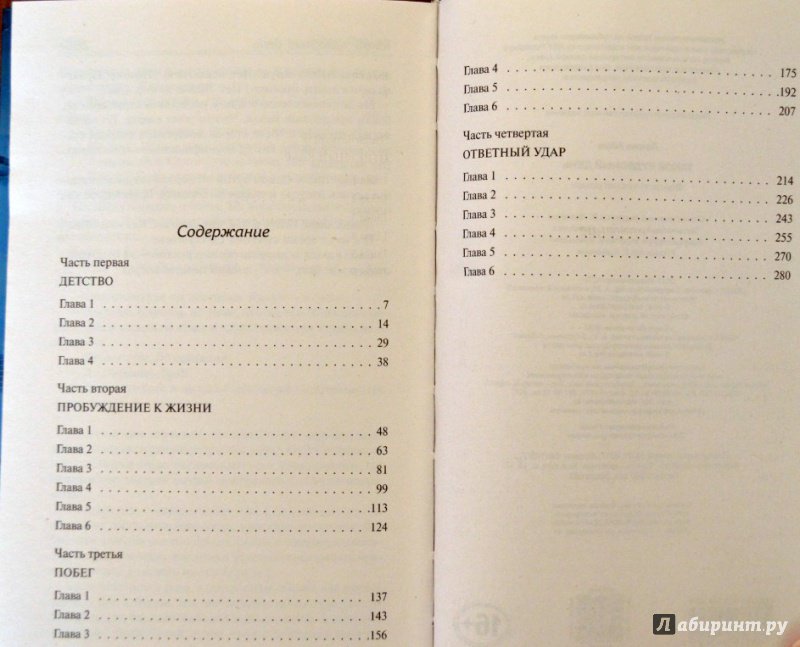 Содержание
Часть первая
ДЕТСТВО
Глава 1 . . . . . . . . . . . . . . . . . . . . . . . . . . . . 7
Глава 2 . . . . . . . . . . . . . . . . . . . . . . . . . . . . 14
Глава 3 . . . . . . . . . . . . . . . . . . . . . . . . . . . . 29
Глава 4 . . . . . . . . . . . . . . . . . . . . . . . . . . . . 38
Часть вторая
ПРОБУЖДЕНИЕ К ЖИЗНИ
Глава 1 . . . . . . . . . . . . . . . . . . . . . . . . . . . . 48
Глава 2 . . . . . . . . . . . . . . . . . . . . . . . . . . . . 63
Глава 3 . . . . . . . . . . . . . . . . . . . . . . . . . . . . 81
Глава 4 . . . . . . . . . . . . . . . . . . . . . . . . . . . . 99
Глава 5 . . . . . . . . . . . . . . . . . . . . . . . . . . . . 113
Глава 6 . . . . . . . . . . . . . . . . . . . . . . . . . . . . 124
Часть третья
ПОБЕГ
Глава 1 . . . . . . . . . . . . . . . . . . . . . . . . . . . . 137
Глава 2 . . . . . . . . . . . . . . . . . . . . . . . . . . . . 143
Глава 3 . . . . . . . . . . . . . . . . . . . . . . . . . . . . 156
Глава 4 . . . . . . . . . . . . . . . . . . . . . . . . . . . . 175
Глава 5 . . . . . . . . . . . . . . . . . . . . . . . . . . . . 192
Глава 6 . . . . . . . . . . . . . . . . . . . . . . . . . . . . 207
Часть четвертая
ОТВЕТНЫЙ УДАР
Глава 1 . . . . . . . . . . . . . . . . . . . . . . . . . . . . 214
Глава 2 . . . . . . . . . . . . . . . . . . . . . . . . . . . . 226
Глава 3 . . . . . . . . . . . . . . . . . . . . . . . . . . . . 243
Глава 4 . . . . . . . . . . . . . . . . . . . . . . . . . . . . 255
Глава 5 . . . . . . . . . . . . . . . . . . . . . . . . . . . . 270
Глава 6 . . . . . . . . . . . . . . . . . . . . . . . . . . . . 280
Лабиринт.ру